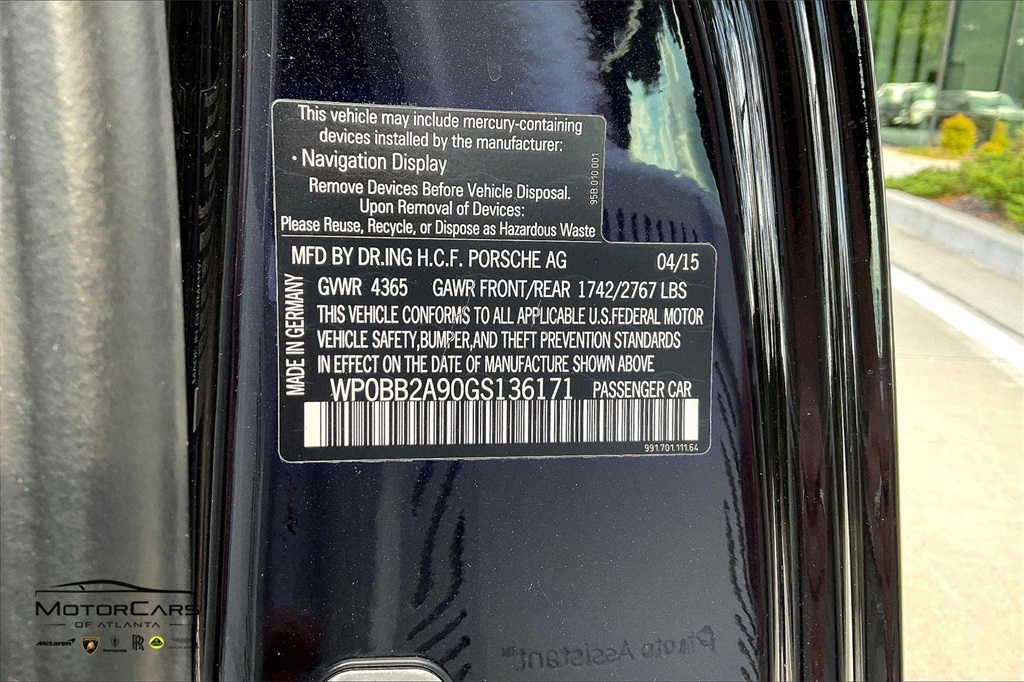 This vehicle may include mercury-containing
devices installed by the manufacturer:
• Navigation Display
Remove Devices Before Vehicle Disposal.
Upon Removal of Devices:
Please Reuse, Recycle, or Dispose as Hazardous Waste
95B 010 001
MFD BY DR.ING H.C.F. PORSCHE AG 04/15
GVWR 4365 GAWR FRONT/REAR 1742/2767 LBS
THIS VEHICLE CONFORMS TO ALL APPLICABLE U.S.FEDERAL MOTOR
VEHICLE SAFETY,BUMPER,AND THEFT PREVENTION STANDARDS
IN EFFECT ON THE DATE OF MANUFACTURE SHOWN ABOVE
MADE IN GERMANY
WP0BB2A90GS136171 PASSENGER CAR
991.701.111.64
MOTORCARS
OF ATLANTA
McLaren
Photo Assistant™